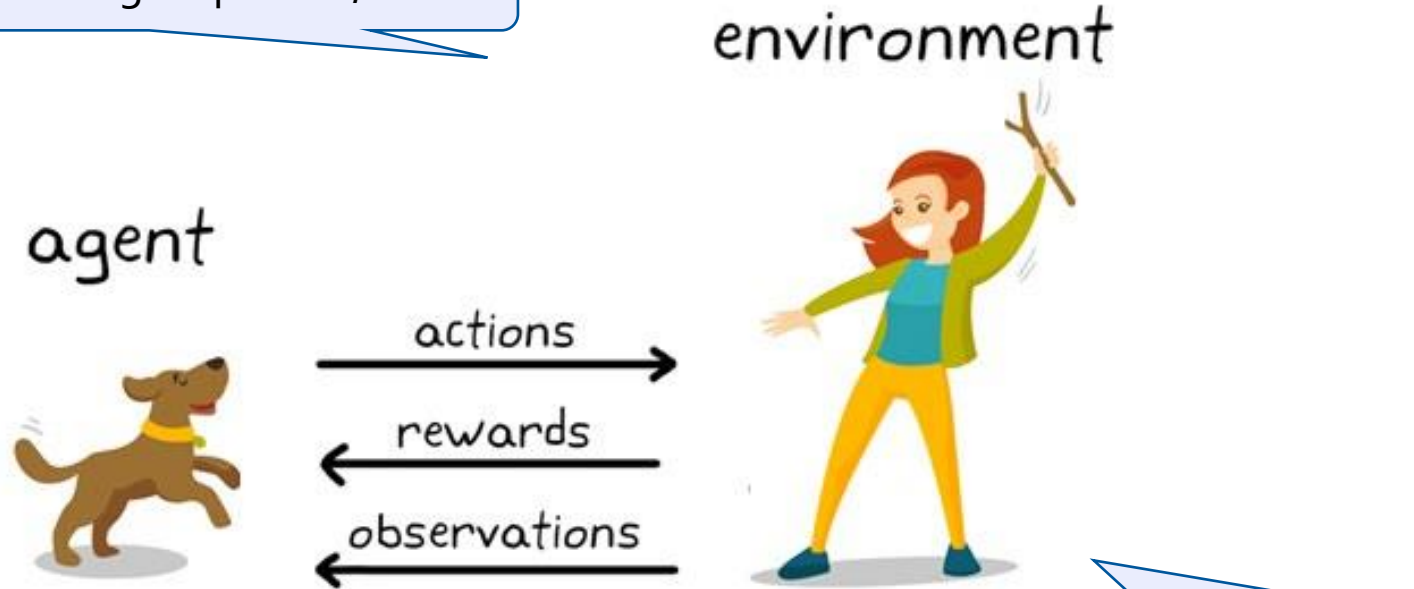 environment
agent
actions
rewards
observations